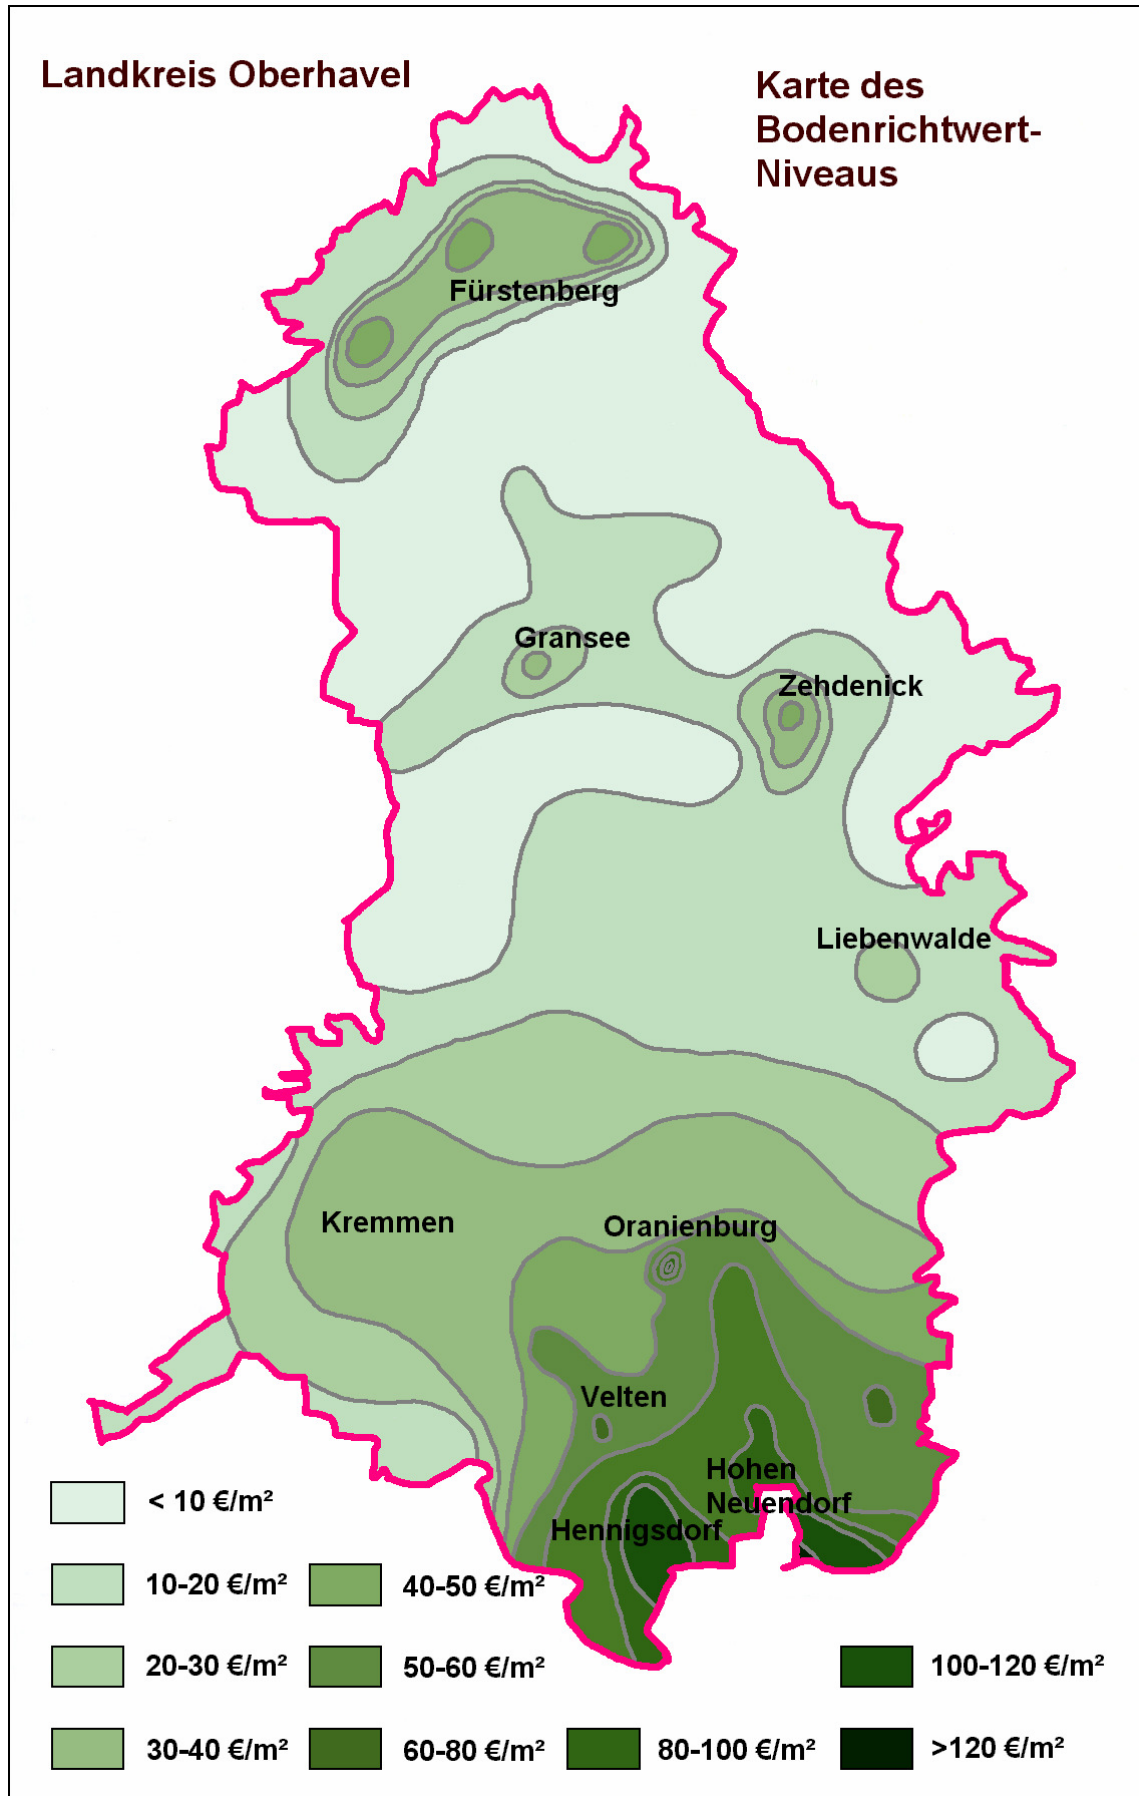 Landkreis Oberhavel
Karte des
Bodenrichtwert-
Niveaus
Fürstenberg
Gransee
Zehdenick
Liebenwalde
Kremmen
Oranienburg
Velten
Hohen
Neuendorf
Hennigsdorf
< 10 €/m²
10-20 €/m²
40-50 €/m²
20-30 €/m²
50-60 €/m²
100-120 €/m²
30-40 €/m²
60-80 €/m²
80-100 €/m²
>120 €/m²